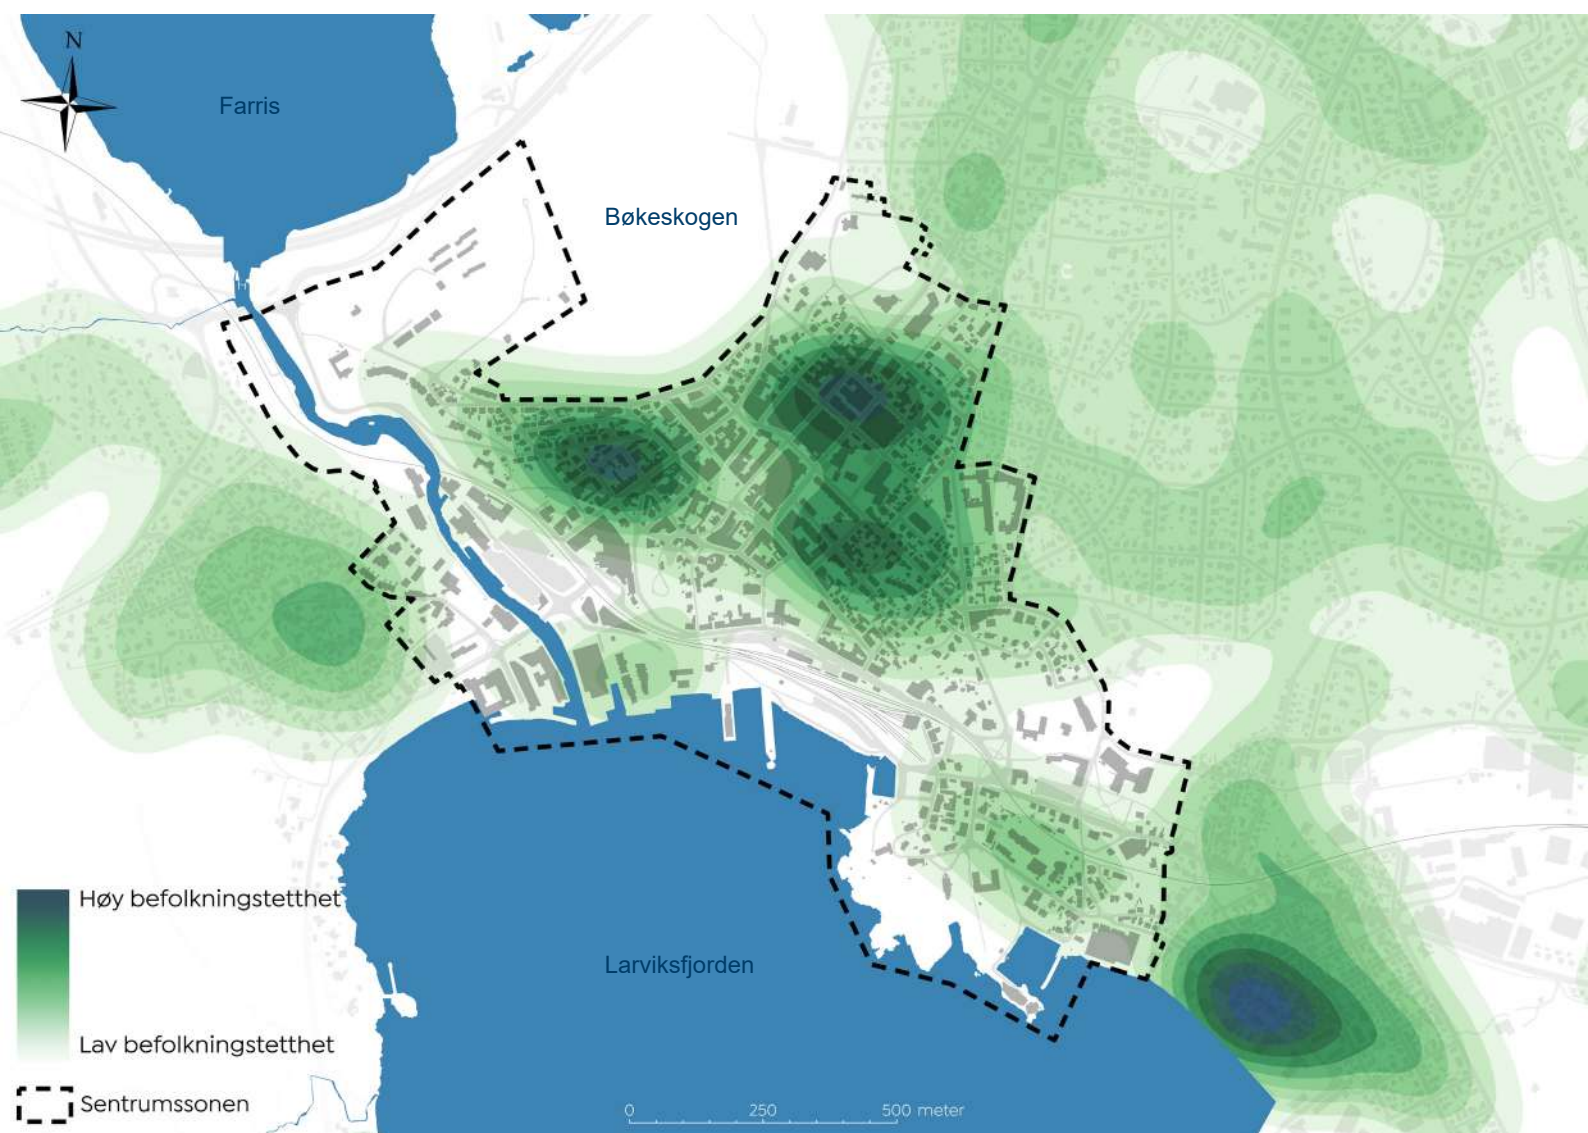 N
Farris
Bøkeskogen
Høy befolkningstetthet
Larviksfjorden
Lav befolkningstetthet
Sentrumssonen
0 250 500 meter